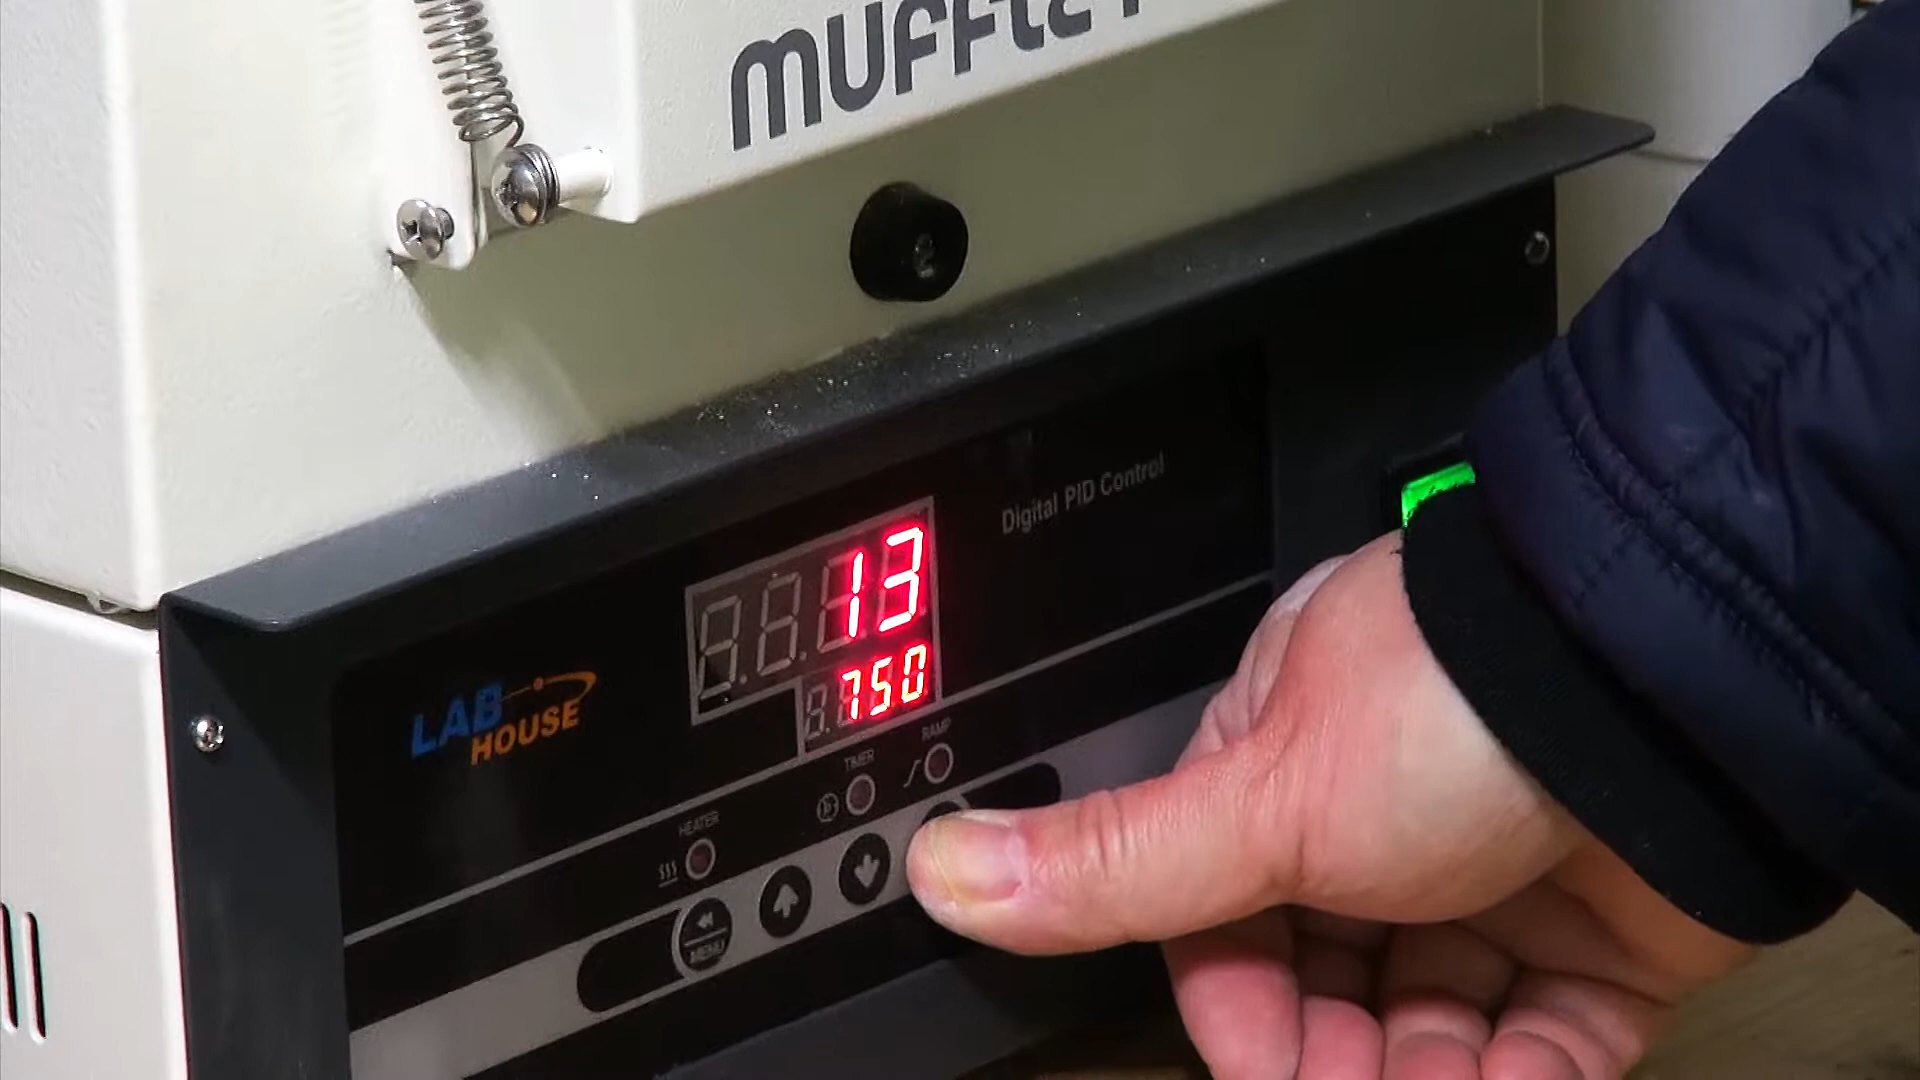 MUFFLE
Digital PID Control
13
750
LAB
HOUSE
RAMP
TIMER
HEATER
MENU